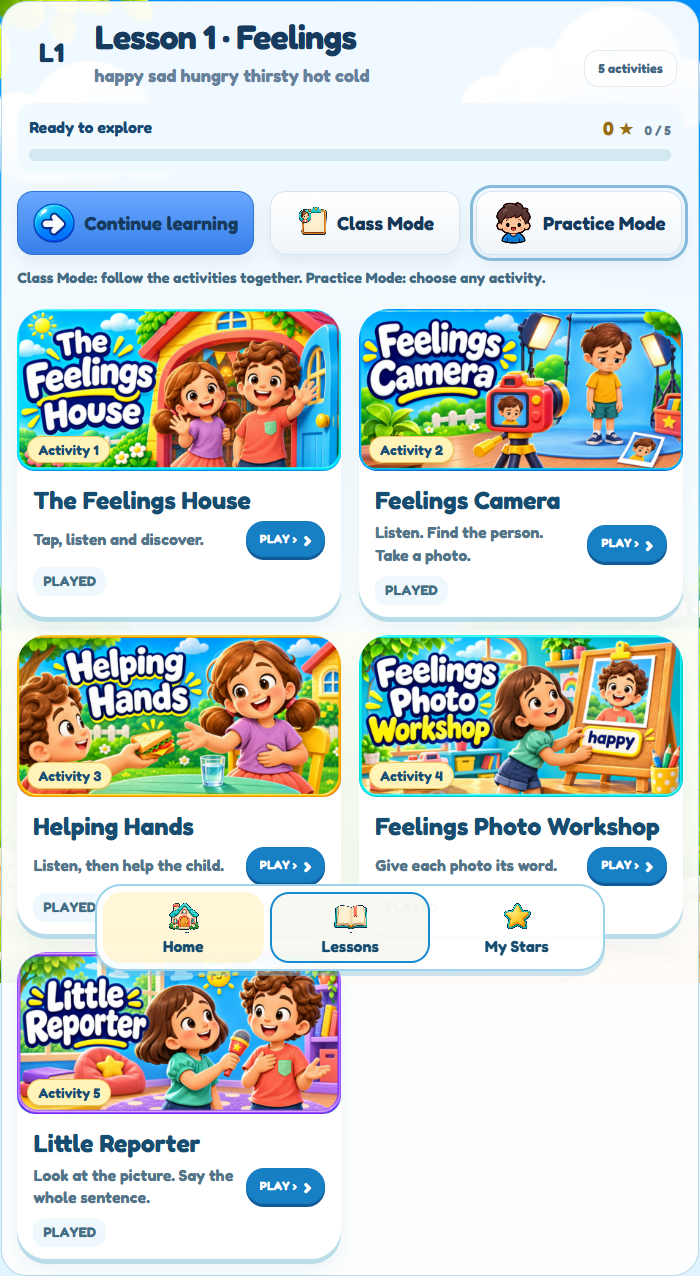 L1
Lesson 1 · Feelings
happy sad hungry thirsty hot cold
5 activities
Ready to explore
0 ★ 0 / 5
Continue learning
Class Mode
Practice Mode
Class Mode: follow the activities together. Practice Mode: choose any activity.
The
Feelings
House
Activity 1
The Feelings House
Tap, listen and discover.
PLAY › ›
PLAYED
Feelings
Camera
Activity 2
Feelings Camera
Listen. Find the person.
Take a photo.
PLAY › ›
PLAYED
Helping
Hands
Activity 3
Helping Hands
Listen, then help the child.
PLAY › ›
PLAYED
Feelings
Photo
Workshop
happy
Activity 4
Feelings Photo Workshop
Give each photo its word.
PLAY › ›
PLAYED
Home
Lessons
My Stars
Little
Reporter
Activity 5
Little Reporter
Look at the picture. Say the
whole sentence.
PLAY › ›
PLAYED